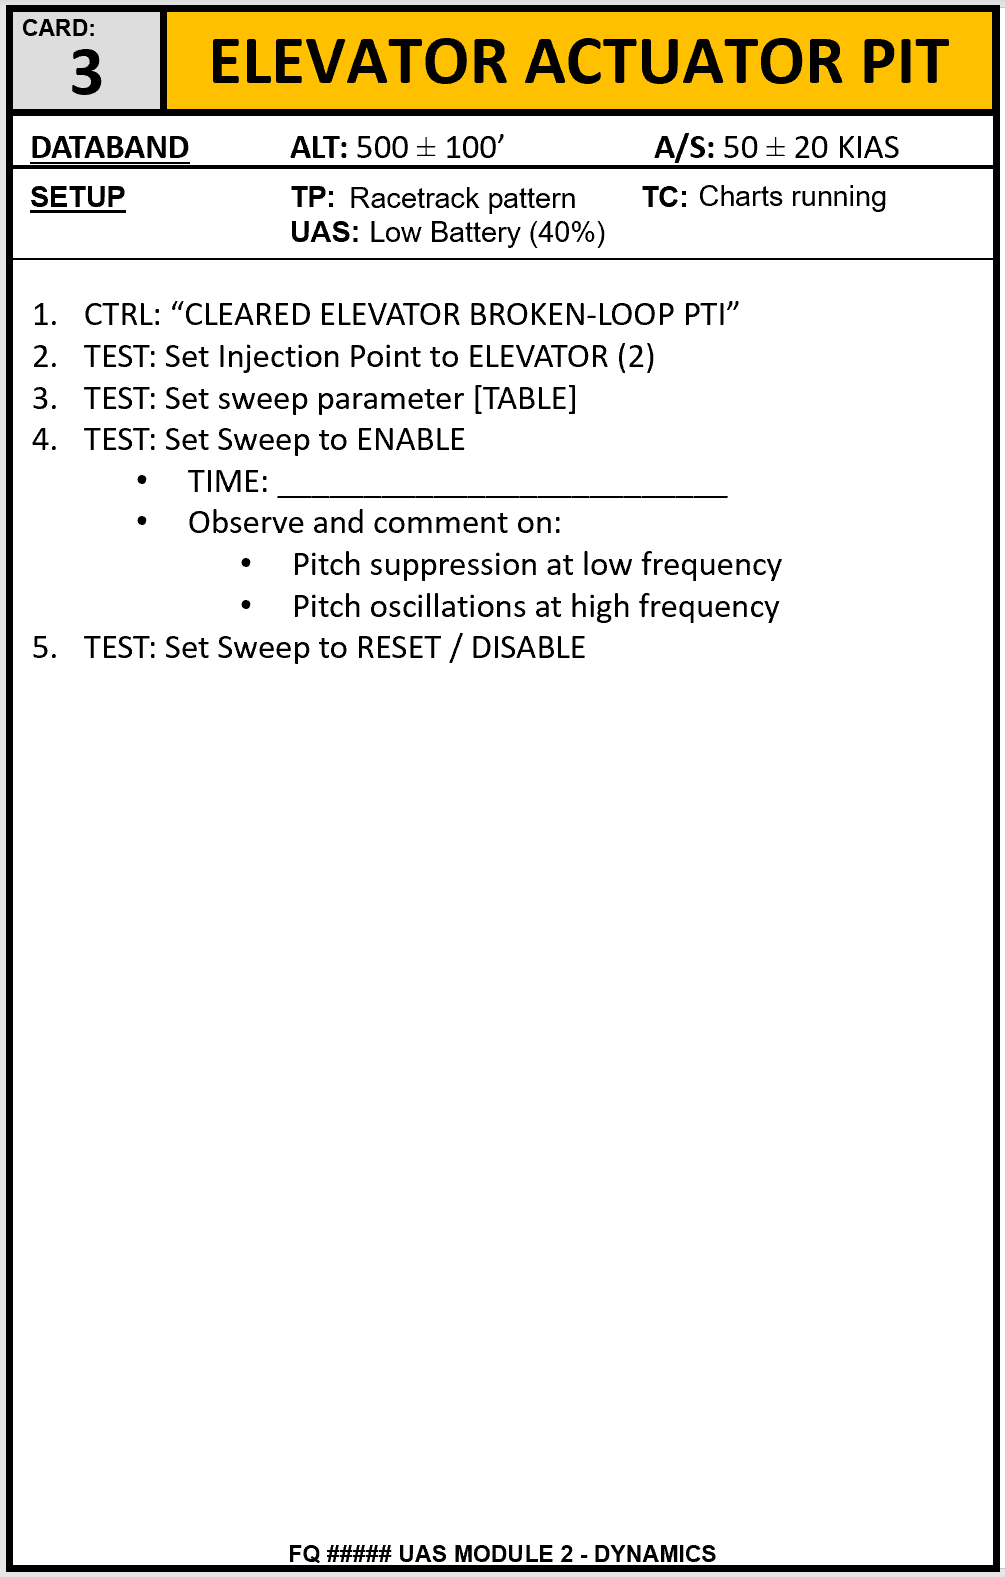 CARD:
3
ELEVATOR ACTUATOR PIT
DATABAND ALT: 500 ± 100’ A/S: 50 ± 20 KIAS
SETUP TP: Racetrack pattern TC: Charts running
UAS: Low Battery (40%)
1. CTRL: “CLEARED ELEVATOR BROKEN-LOOP PTI”
2. TEST: Set Injection Point to ELEVATOR (2)
3. TEST: Set sweep parameter [TABLE]
4. TEST: Set Sweep to ENABLE
• TIME: __________________________
• Observe and comment on:
• Pitch suppression at low frequency
• Pitch oscillations at high frequency
5. TEST: Set Sweep to RESET / DISABLE
FQ ##### UAS MODULE 2 - DYNAMICS